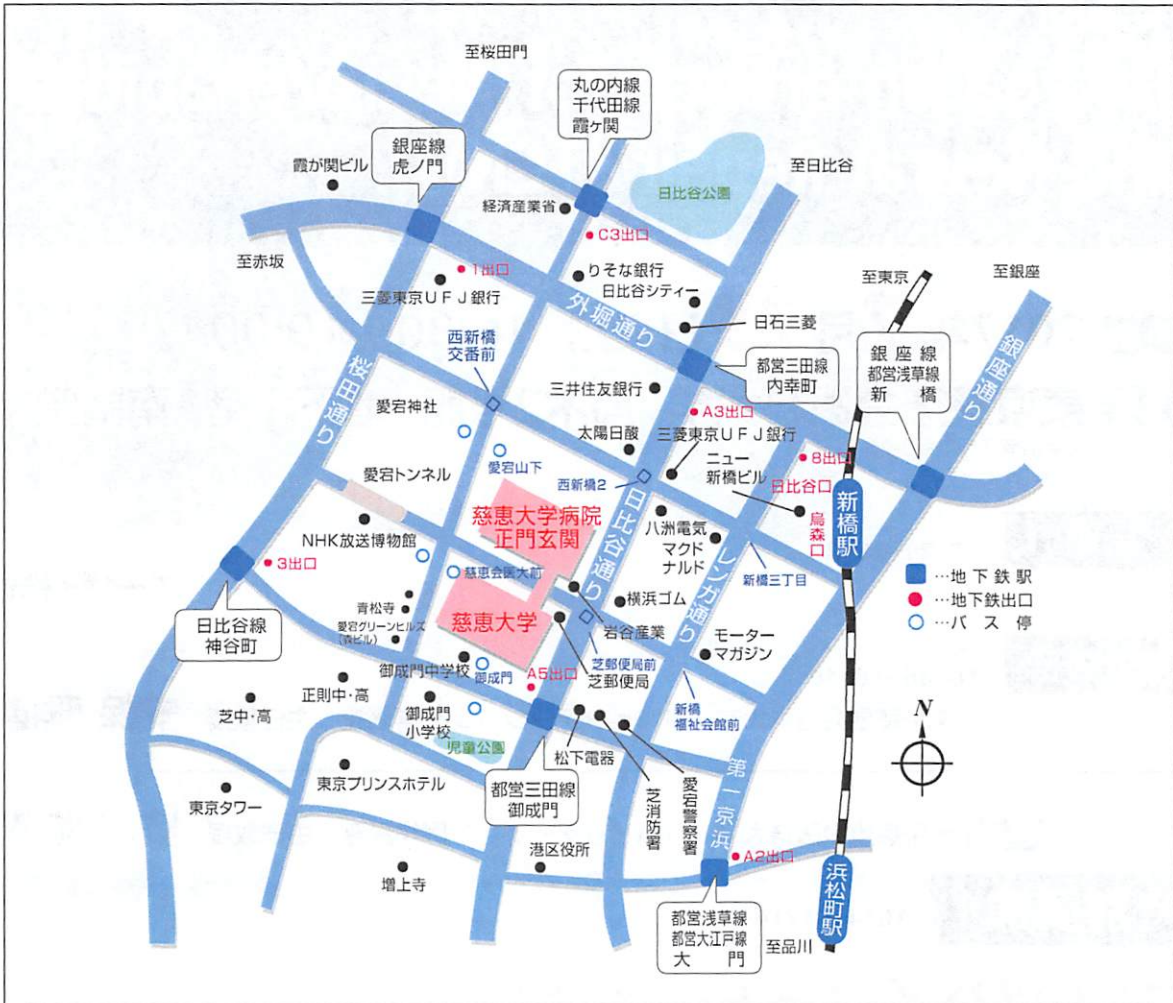 至桜田門
丸の内線
千代田線
霞ヶ関
銀座線
虎ノ門
霞が関ビル
経済産業省
日比谷公園
至日比谷
C3出口
至赤坂
1出口
三菱東京UFJ銀行
りそな銀行
日比谷シティー
至東京
至銀座
外堀通り
日石三菱
西新橋
交番前
桜田通り
都営三田線
内幸町
銀座線
都営浅草線
新橋
銀座通り
三井住友銀行
愛宕神社
A3出口
太陽日酸
三菱東京UFJ銀行
愛宕山下
8出口
ニュー
新橋ビル
日比谷口
愛宕トンネル
西新橋2
日比谷通り
新橋駅
烏森口
慈恵大学病院
正門玄関
八洲電気
マクド
ナルド
レンガ通り
NHK放送博物館
新橋三丁目
3出口
慈恵会医大前
…地下鉄駅
…地下鉄出口
…バス停
青松寺
愛宕グリーンヒルズ
(森ビル)
慈恵大学
横浜ゴム
岩谷産業
日比谷線
神谷町
モーター
マガジン
御成門中学校
御成門
A5出口
芝郵便局前
芝郵便局
正則中・高
芝中・高
御成門
小学校
新橋
福祉会館前
児童公園
松下電器
N
東京プリンスホテル
東京タワー
都営三田線
御成門
芝消防署
愛宕警察署
第一京浜
港区役所
A2出口
増上寺
浜松町駅
都営浅草線
都営大江戸線
大門
至品川